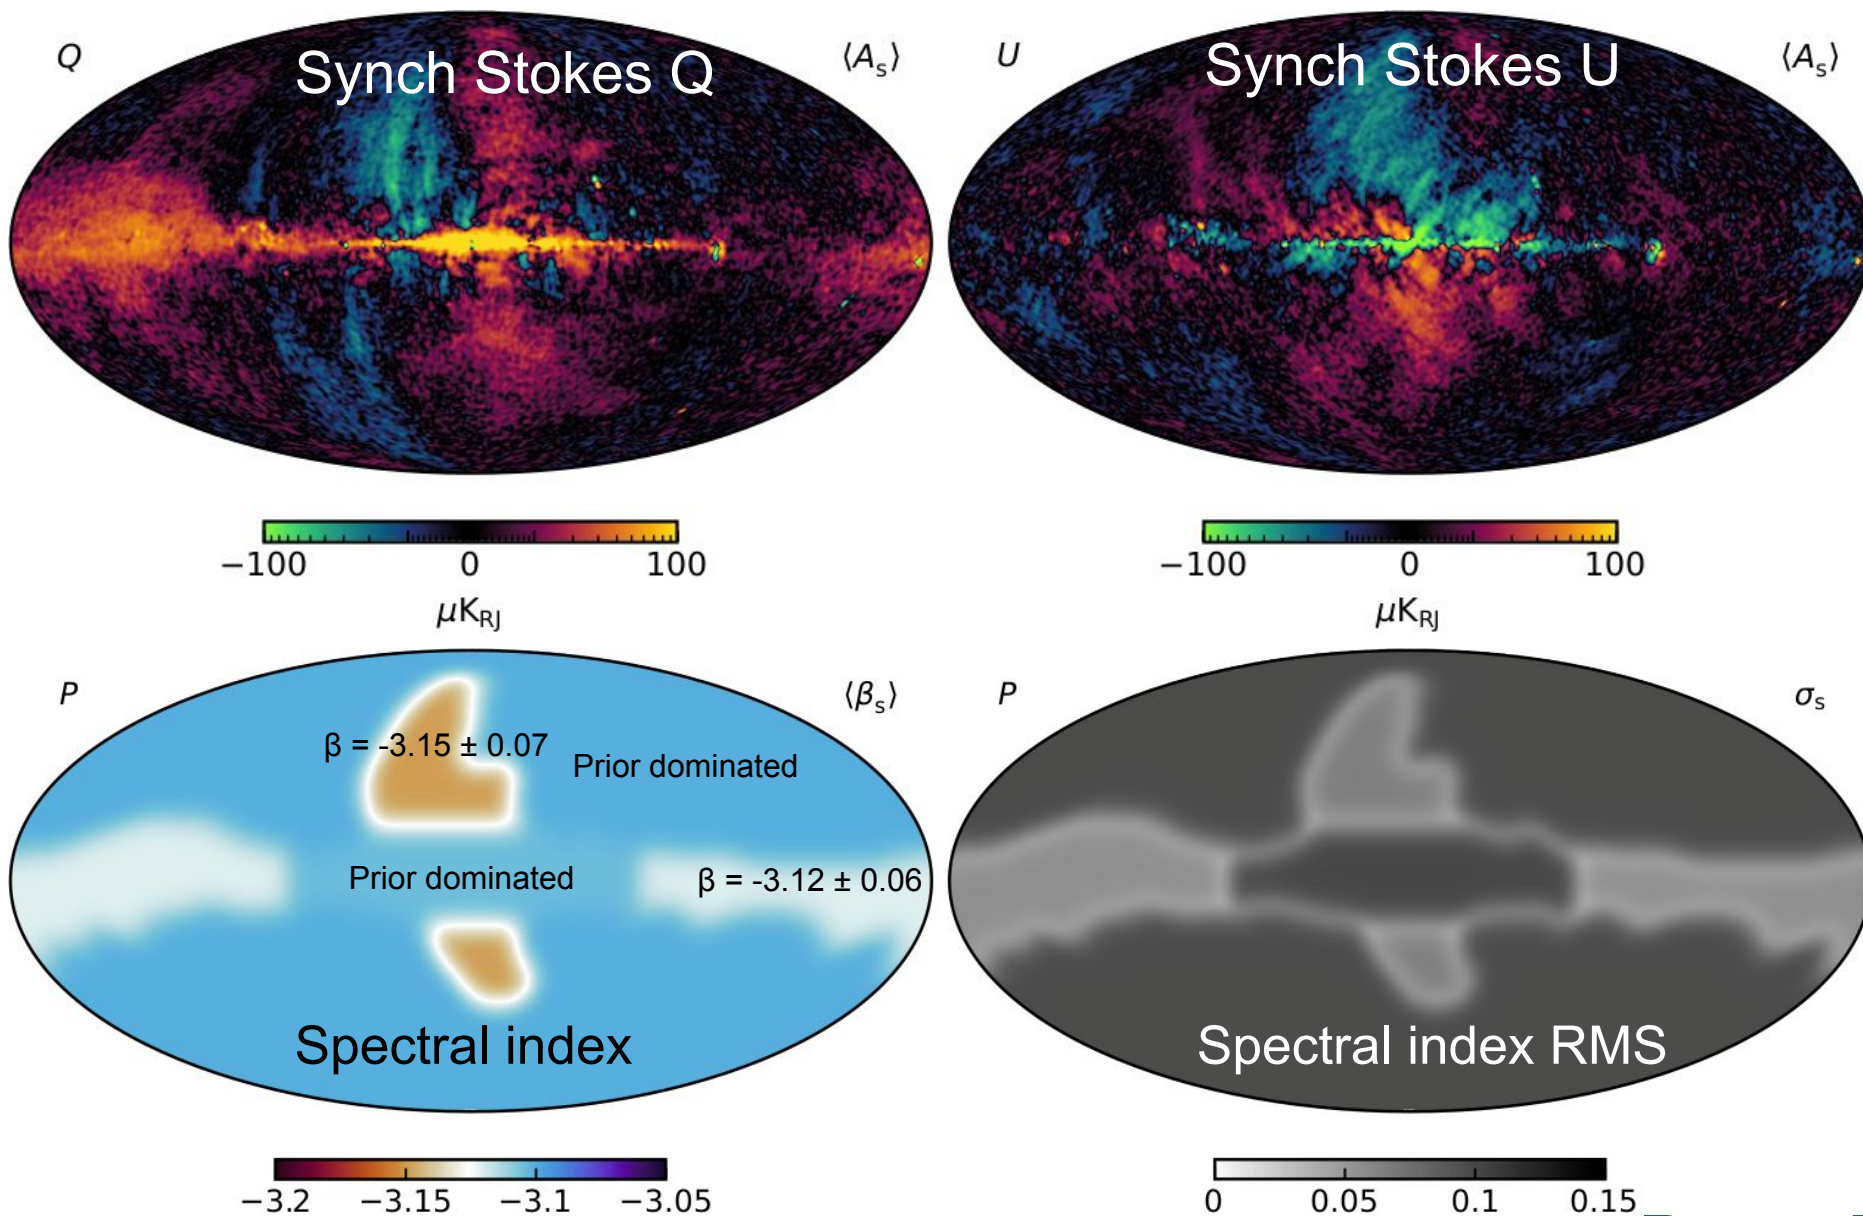 Q
Synch Stokes Q
⟨A_s⟩
U
Synch Stokes U
⟨A_s⟩
−100 0 100
μK_RJ
−100 0 100
μK_RJ
P
⟨β_s⟩
β = -3.15 ± 0.07
Prior dominated
Prior dominated
β = -3.12 ± 0.06
Spectral index
−3.2 −3.15 −3.1 −3.05
P
σ_s
Spectral index RMS
0 0.05 0.1 0.15